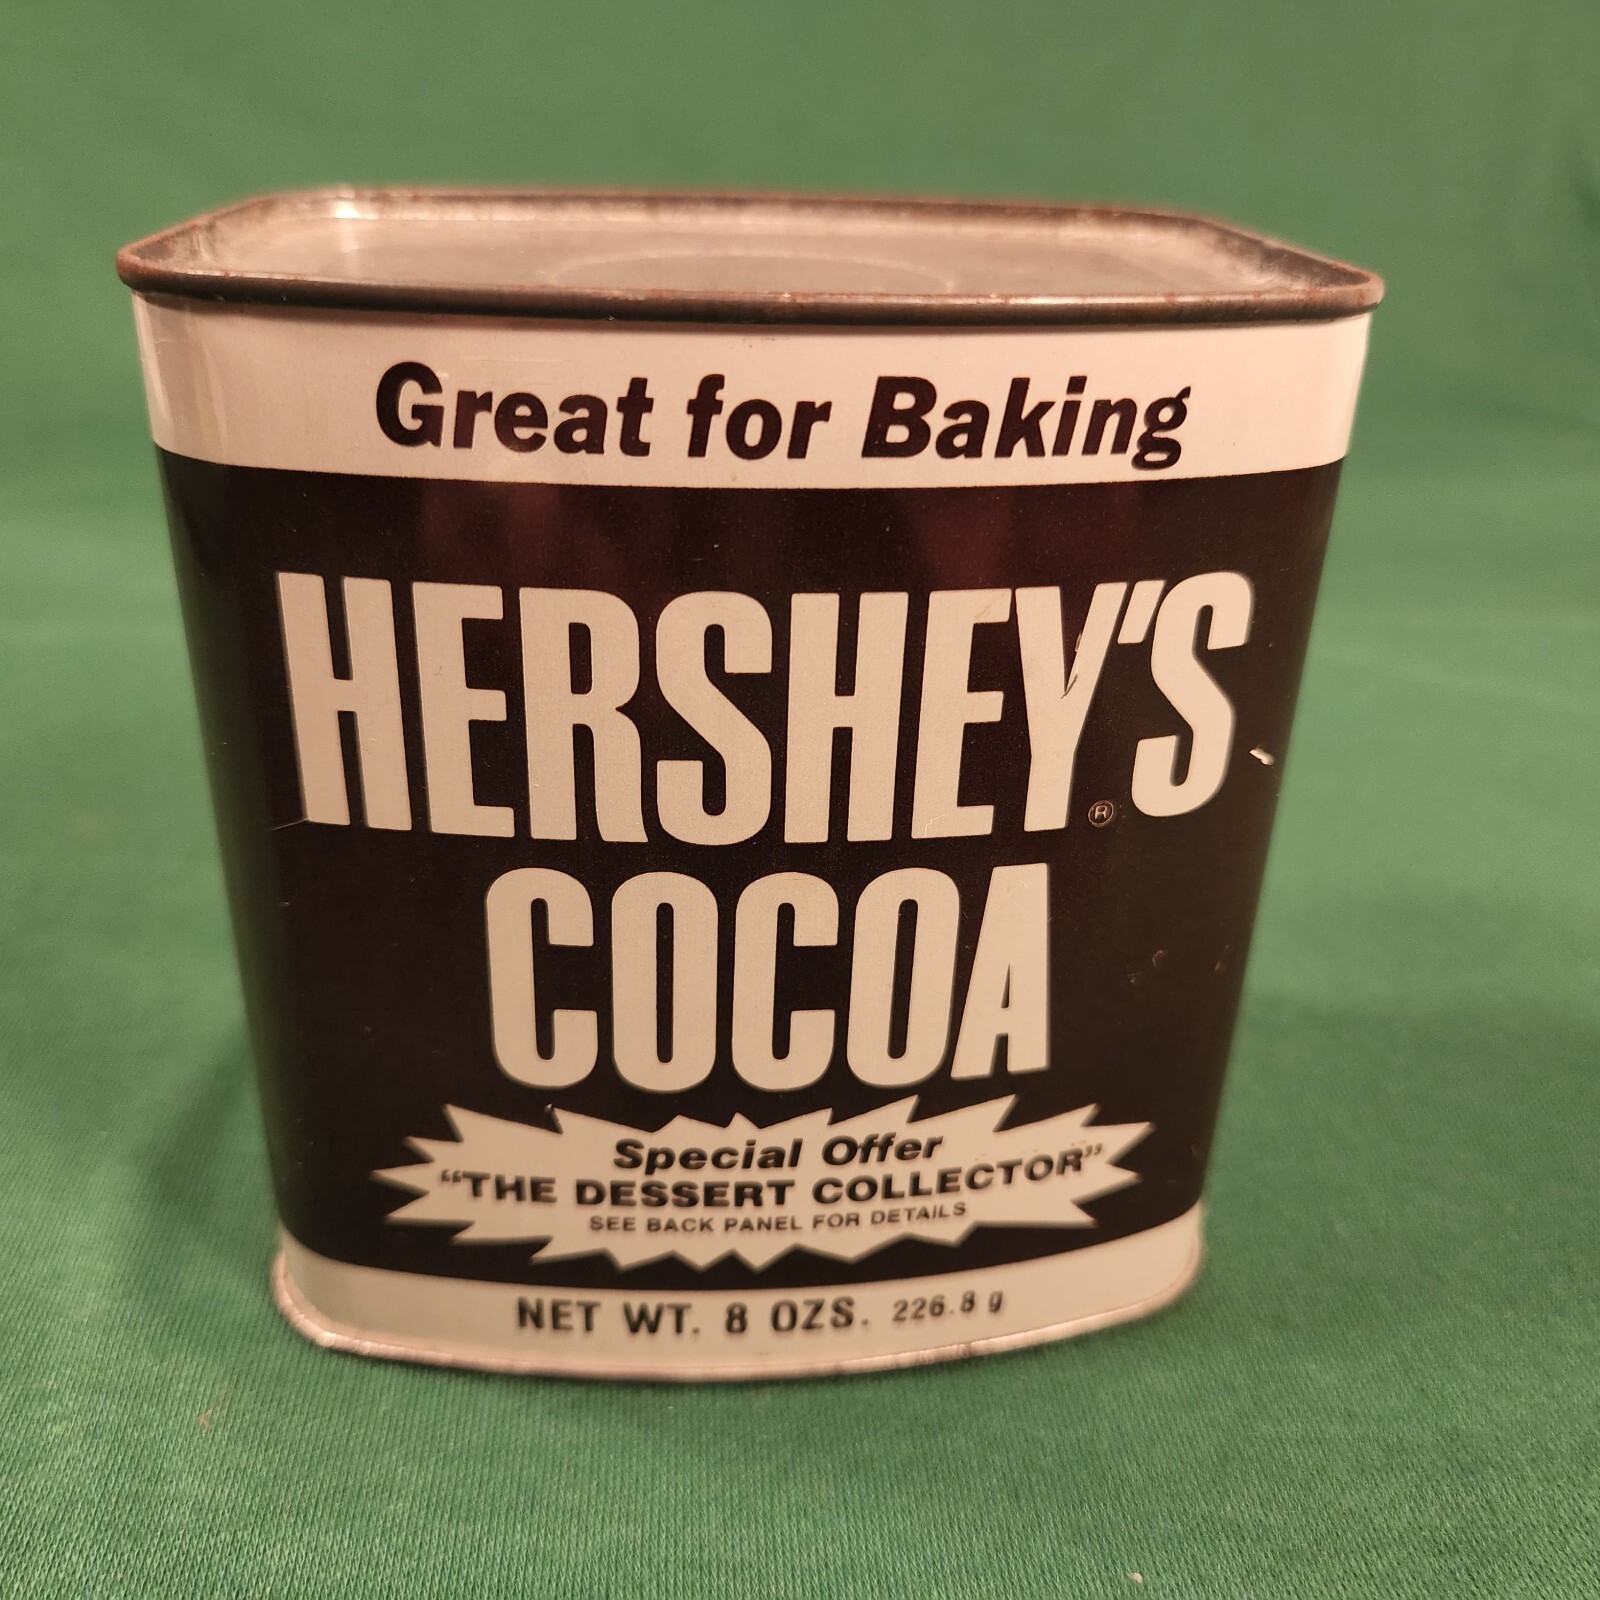 Great for Baking
HERSHEY'S
®
COCOA
Special Offer
"THE DESSERT COLLECTOR"
SEE BACK PANEL FOR DETAILS
NET WT. 8 OZS. 226.8 g